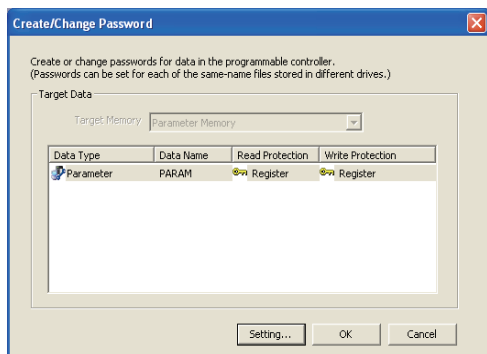 Create/Change Password
Create or change passwords for data in the programmable controller.
(Passwords can be set for each of the same-name files stored in different drives.)
Target Data
Target Memory Parameter Memory
Data Type Data Name Read Protection Write Protection
Parameter PARAM Register Register
Setting... OK Cancel